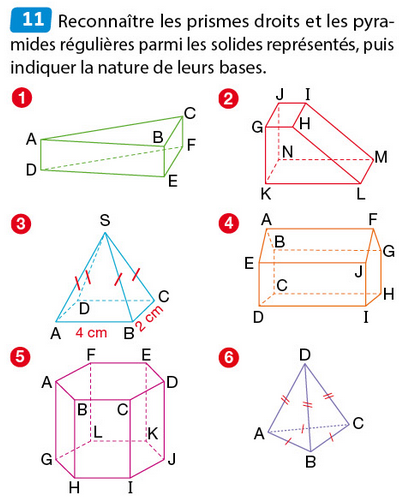 11 Reconnaître les prismes droits et les pyra-
mides régulières parmi les solides représentés, puis
indiquer la nature de leurs bases.
1
C
A
B
F
D
E
2
J I
G H
N
M
K
L
3
S
D
C
A
4 cm
B
2 cm
4
A
F
B
G
E
J
C
H
D
I
5
F
E
A
D
B
C
L
K
G
J
H
I
6
D
A
C
B